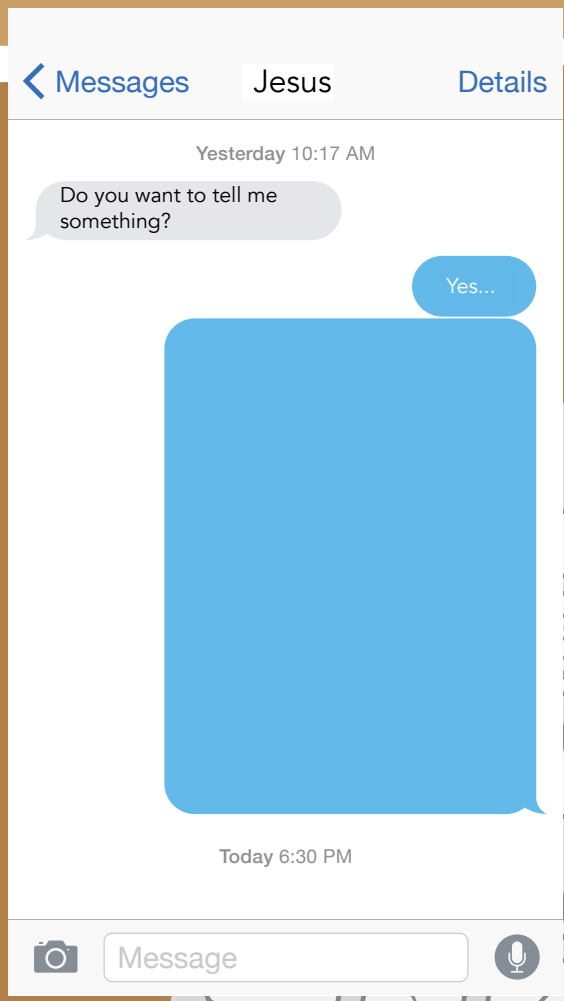 Messages Jesus Details
Yesterday 10:17 AM
Do you want to tell me
something?
Yes...
Today 6:30 PM
Message